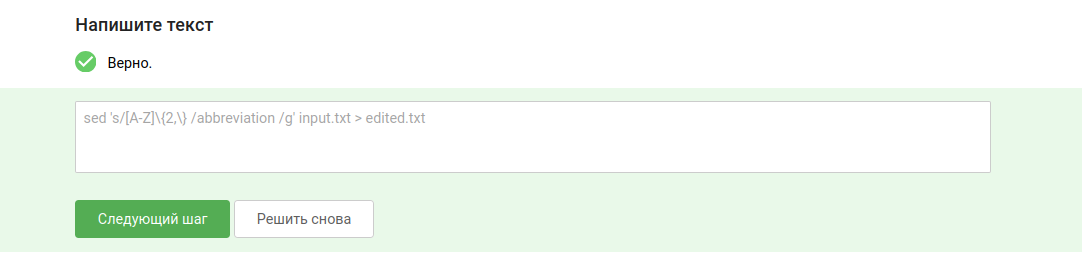 Напишите текст
Верно.
sed 's/[A-Z]\{2,\} /abbreviation /g' input.txt > edited.txt
Следующий шаг
Решить снова